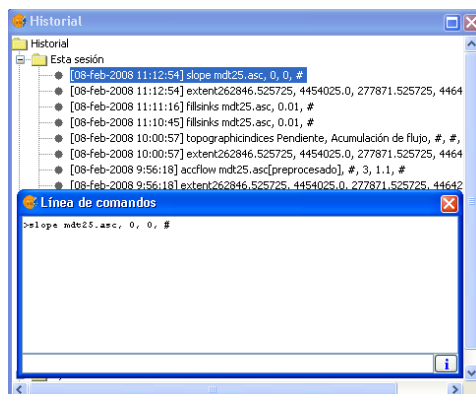 Historial
Historial
Esta sesión
[08-feb-2008 11:12:54] slope mdt25.asc, 0, 0, #
[08-feb-2008 11:12:54] extent262846.525725, 4454025.0, 277871.525725, 4464
[08-feb-2008 11:11:16] fillsinks mdt25.asc, 0.01, #
[08-feb-2008 11:10:45] fillsinks mdt25.asc, 0.01, #
[08-feb-2008 10:00:57] topographicindices Pendiente, Acumulación de flujo, #, #,
[08-feb-2008 10:00:57] extent262846.525725, 4454025.0, 277871.525725, 4464
[08-feb-2008 9:56:18] accflow mdt25.asc[preprocesado], #, 3, 1.1, #
[08-feb-2008 9:56:18] extent262846.525725, 4454025.0, 277871.525725, 44642
Línea de comandos
>slope mdt25.asc, 0, 0, #